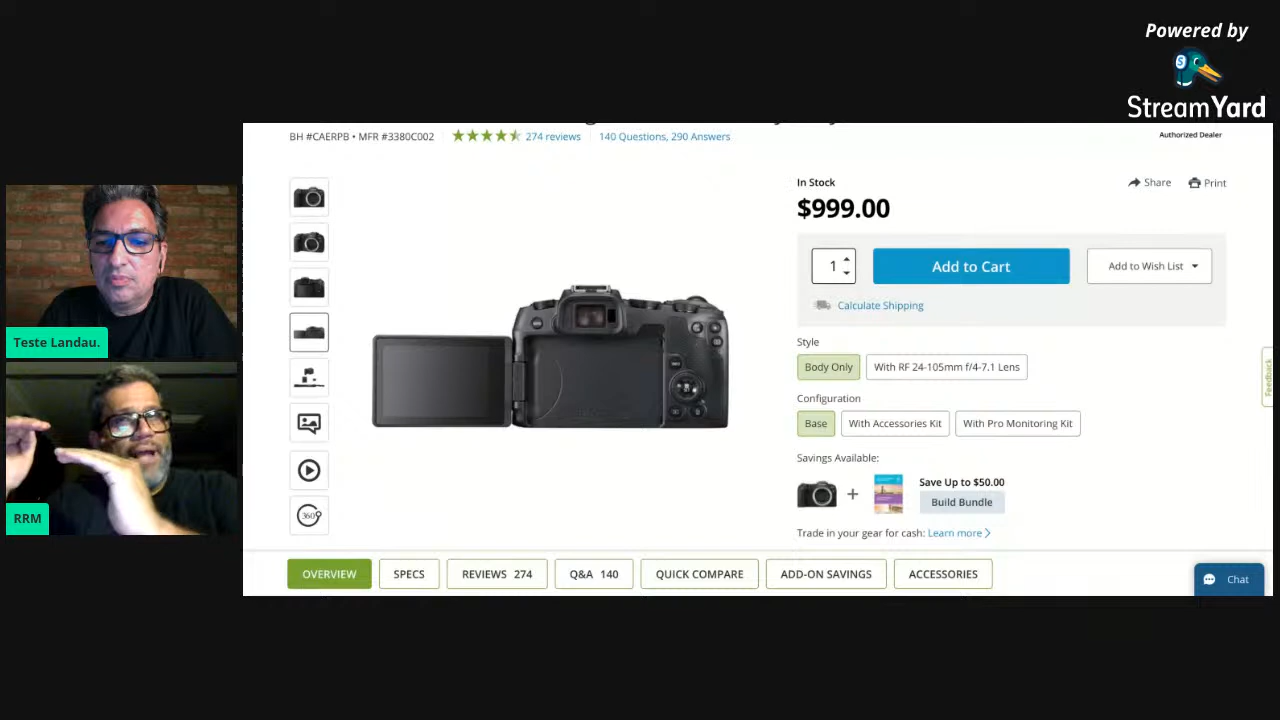 Powered by
StreamYard
BH #CAERPB • MFR #3380C002
274 reviews
140 Questions, 290 Answers
Authorized Dealer
In Stock
Share
Print
$999.00
1
Add to Cart
Add to Wish List
Calculate Shipping
Style
Body Only
With RF 24-105mm f/4-7.1 Lens
Configuration
Base
With Accessories Kit
With Pro Monitoring Kit
Savings Available:
Save Up to $50.00
Build Bundle
Trade in your gear for cash: Learn more
360
Feedback
Teste Landau.
RRM
OVERVIEW
SPECS
REVIEWS 274
Q&A 140
QUICK COMPARE
ADD-ON SAVINGS
ACCESSORIES
Chat